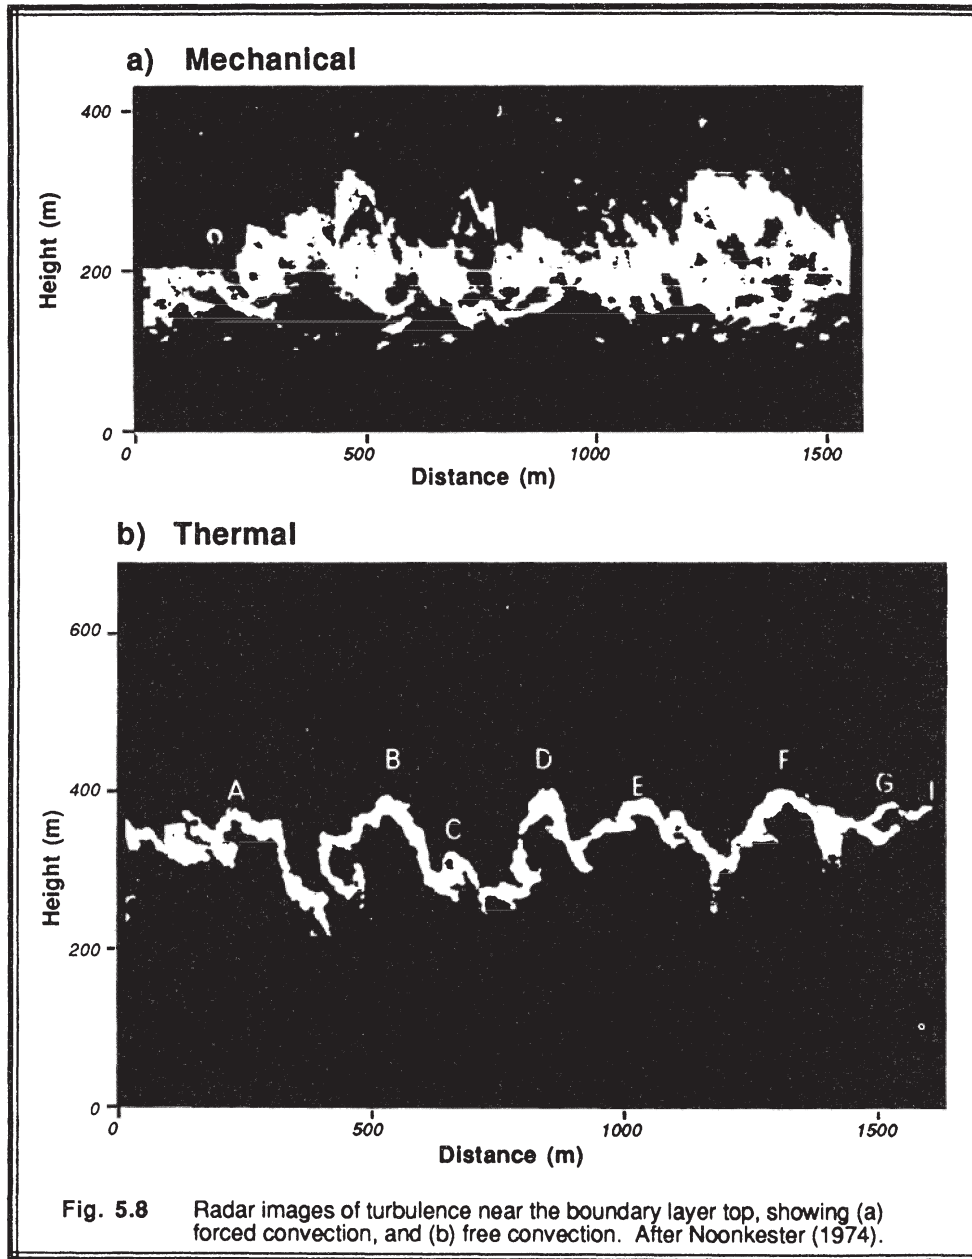 a) Mechanical
400
200
0
Height (m)
0 500 1000 1500
Distance (m)
b) Thermal
600
400
200
0
Height (m)
A B C D E F G I
0 500 1000 1500
Distance (m)
Fig. 5.8 Radar images of turbulence near the boundary layer top, showing (a)
forced convection, and (b) free convection. After Noonkester (1974).